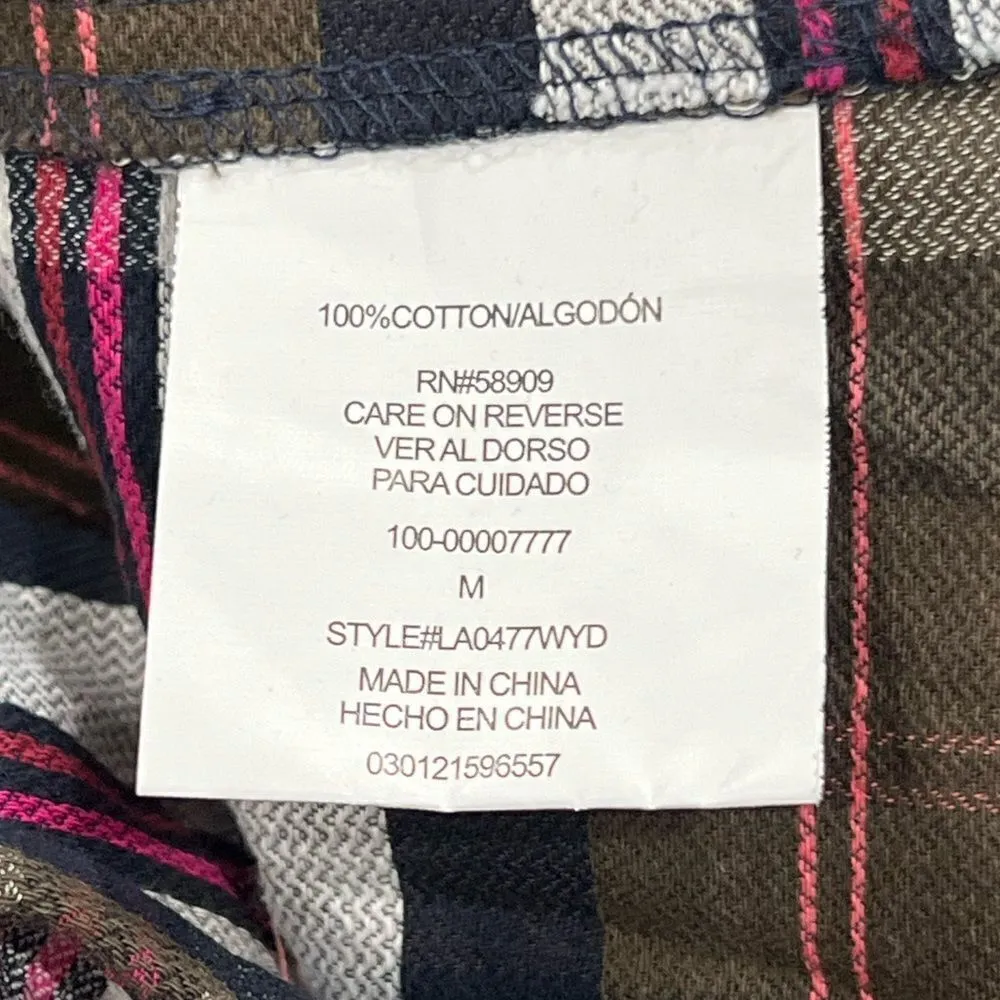 100%COTTON/ALGODÓN
RN#58909
CARE ON REVERSE
VER AL DORSO
PARA CUIDADO
100-00007777
M
STYLE#LA0477WYD
MADE IN CHINA
HECHO EN CHINA
030121596557